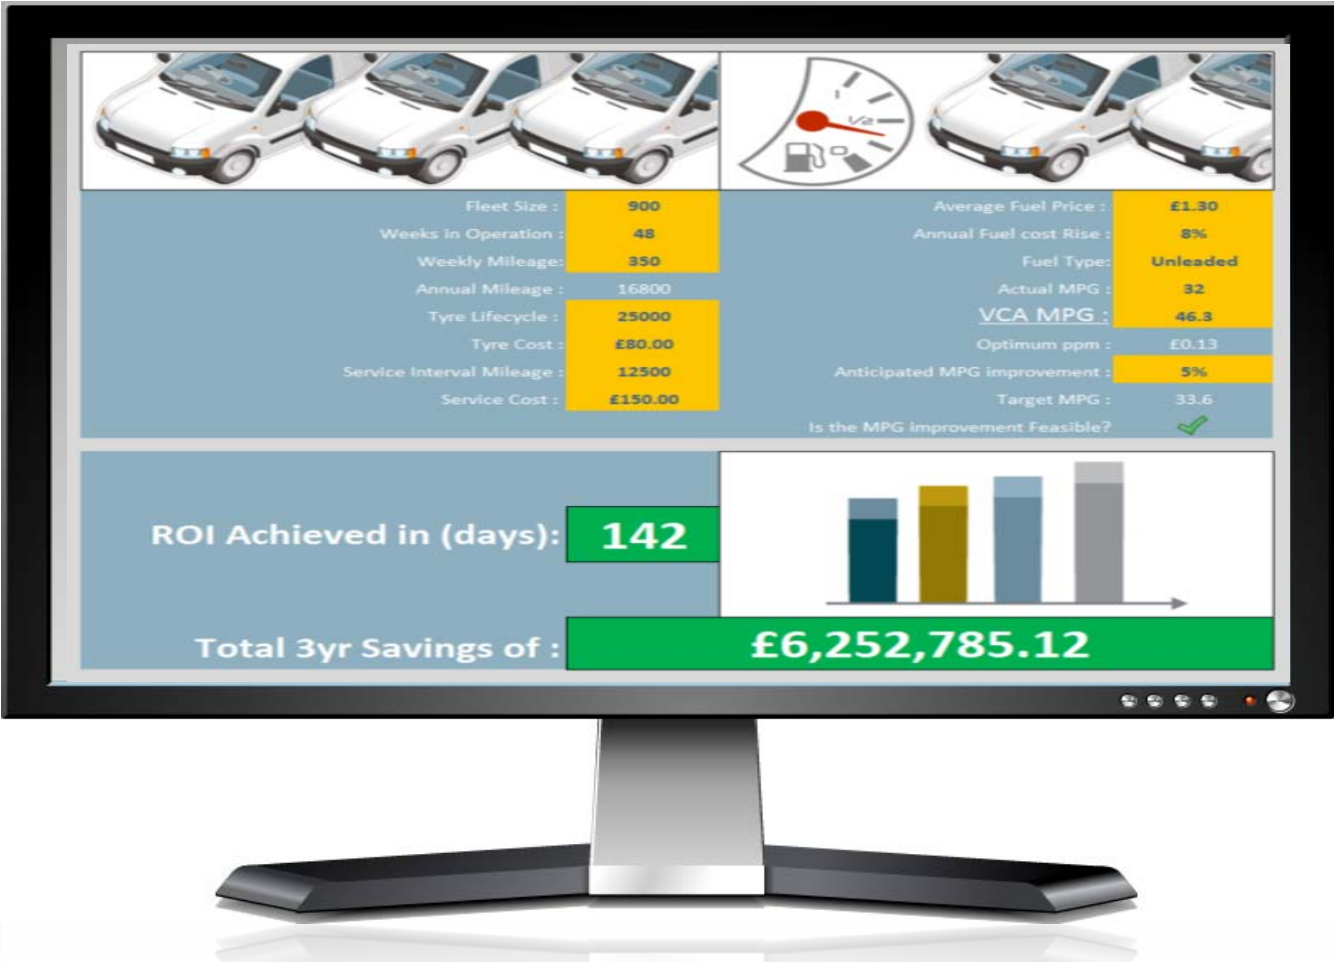 1
1/2
0
Fleet Size : 900
Weeks in Operation : 48
Weekly Mileage: 350
Annual Mileage : 16800
Tyre Lifecycle : 25000
Tyre Cost : £80.00
Service Interval Mileage : 12500
Service Cost : £150.00
Average Fuel Price : £1.30
Annual Fuel cost Rise : 8%
Fuel Type: Unleaded
Actual MPG : 32
VCA MPG : 46.3
Optimum ppm : £0.13
Anticipated MPG improvement : 5%
Target MPG : 33.6
Is the MPG improvement Feasible?
ROI Achieved in (days): 142
Total 3yr Savings of : £6,252,785.12